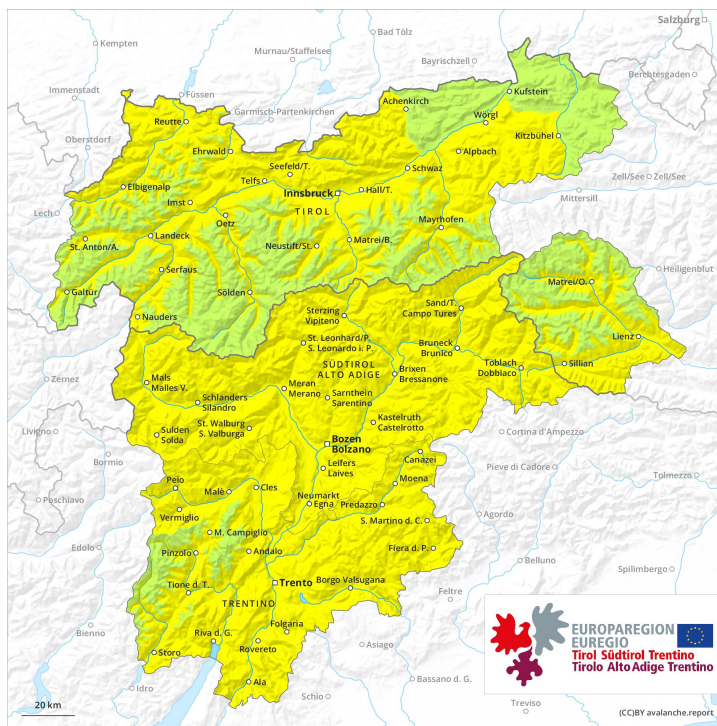 Salzburg
Kempten
Bad Tölz
Murnau/Staffelsee
Bayrischzell
Berchtesgaden
Immenstadt
Füssen
Garmisch-Partenkirchen
Achenkirch
Kufstein
Reutte
Wörgl
Kitzbühel
Oberstdorf
Ehrwald
Seefeld/T.
Alpbach
Schwaz
Zell/See
Zell/See
Elbigenalp
Telfs
Innsbruck
Hall/T.
Mittersill
Lech
Imst
TIROL
Oetz
Mayrhofen
St. Anton/A.
Landeck
Neustift/St.
Matrei/B.
Serfaus
Heiligenblut
Galtür
Sölden
Matrei/O.
Nauders
Sterzing
Vipiteno
Sand/T.
Campo Tures
Lienz
St. Leonhard/P.
S. Leonardo i. P.
Bruneck
Brunico
Toblach
Dobbiaco
Sillian
SÜDTIROL
ALTO ADIGE
Brixen
Bressanone
Mals
Malles V.
Meran
Merano
Zernez
Schlanders
Silandro
Sarnthein
Sarentino
St. Walburg
S. Valburga
Kastelruth
Castelrotto
Livigno
Sulden
Solda
Cortina d'Ampezzo
Bozen
Bolzano
Bormio
Canazei
Pieve di Cadore
Leifers
Laives
Tolmezzo
Poschiavo
Peio
Malè
Cles
Moena
Neumarkt
Egna
Predazzo
Vermiglio
Agordo
S. Martino d. C.
M. Campiglio
Edolo
Pinzolo
Andalo
Fiera d. P.
Belluno
Spilimbergo
Tione d. T.
Trento
Borgo Valsugana
Feltre
TRENTINO
Folgaria
Bienno
Riva d. G.
Rovereto
Asiago
Storo
Bassano d. G.
Idro
Ala
Schio
Treviso
EUROPAREGION
EUREGIO
Tirol Südtirol Trentino
Tirolo Alto Adige Trentino
20 km
(CC)BY avalanche.report